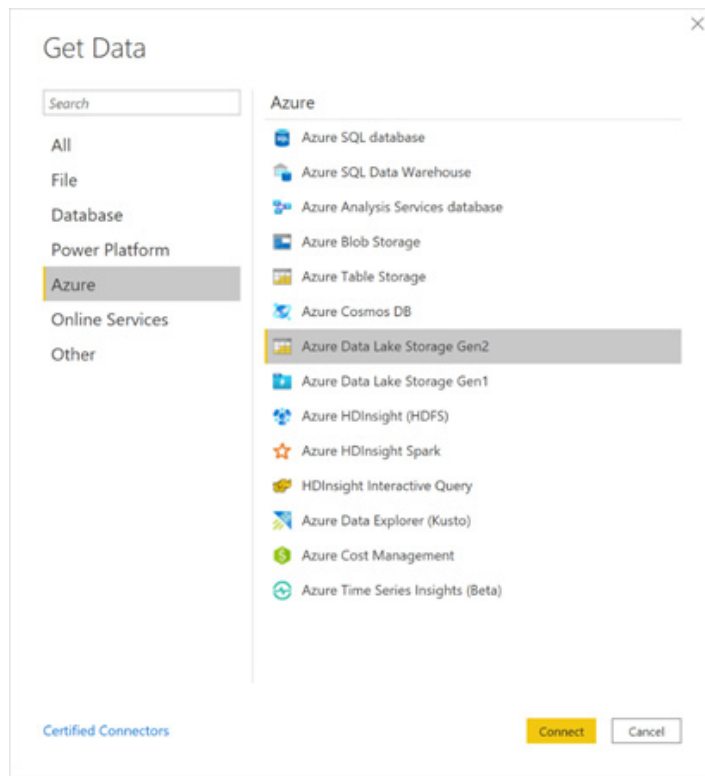 Get Data
Search
All
File
Database
Power Platform
Azure
Online Services
Other
Azure
Azure SQL database
Azure SQL Data Warehouse
Azure Analysis Services database
Azure Blob Storage
Azure Table Storage
Azure Cosmos DB
Azure Data Lake Storage Gen2
Azure Data Lake Storage Gen1
Azure HDInsight (HDFS)
Azure HDInsight Spark
HDInsight Interactive Query
Azure Data Explorer (Kusto)
Azure Cost Management
Azure Time Series Insights (Beta)
Certified Connectors
Connect
Cancel